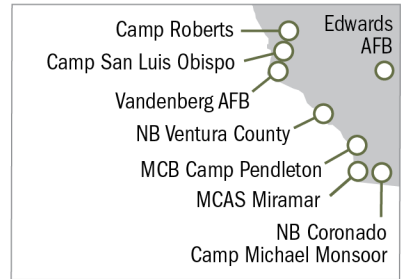 Camp Roberts
Edwards
AFB
Camp San Luis Obispo
Vandenberg AFB
NB Ventura County
MCB Camp Pendleton
MCAS Miramar
NB Coronado
Camp Michael Monsoor